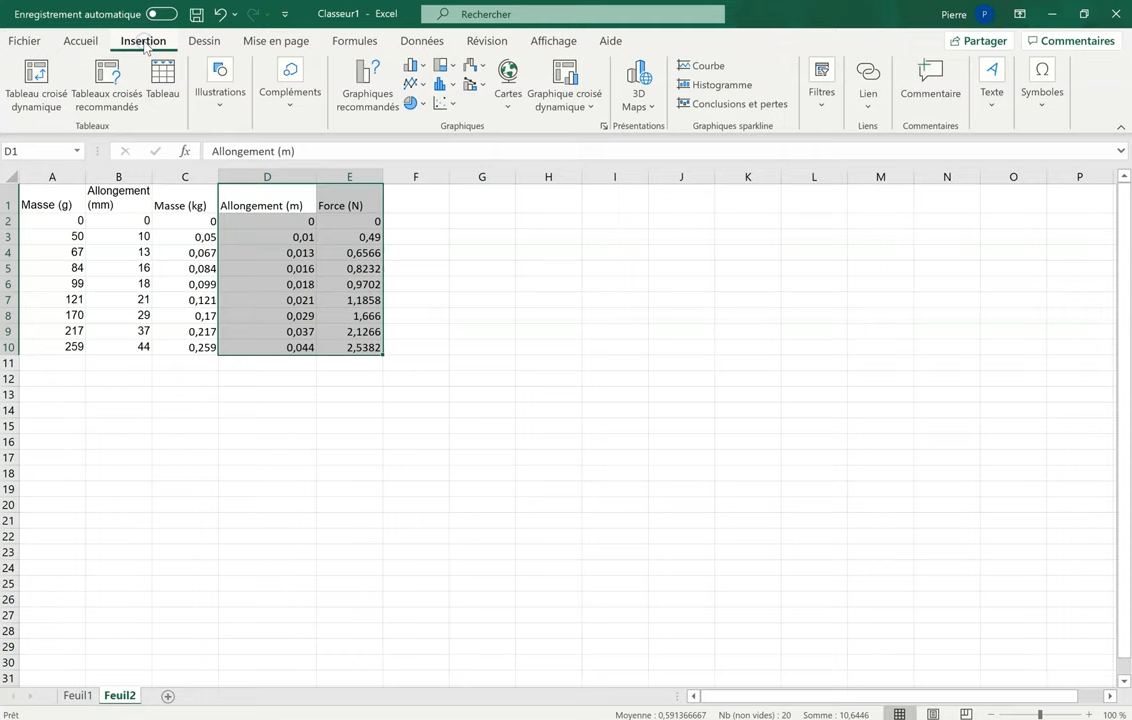 Enregistrement automatique
Classeur1 - Excel
Rechercher
Pierre
P
Fichier Accueil Insertion Dessin Mise en page Formules Données Révision Affichage Aide
Partager
Commentaires
Tableau croisé dynamique
Tableaux croisés recommandés
Tableau
Illustrations
Compléments
Graphiques recommandés
Cartes
Graphique croisé dynamique
3D Maps
Courbe
Histogramme
Conclusions et pertes
Filtres
Lien
Commentaire
Texte
Symboles
Tableaux
Graphiques
Présentations
Graphiques sparkline
Liens
Commentaires
D1
fx
Allongement (m)
A B C D E F G H I J K L M N O P
1 Masse (g) Allongement (mm) Masse (kg) Allongement (m) Force (N)
2 0 0 0 0 0
3 50 10 0,05 0,01 0,49
4 67 13 0,067 0,013 0,6566
5 84 16 0,084 0,016 0,8232
6 99 18 0,099 0,018 0,9702
7 121 21 0,121 0,021 1,1858
8 170 29 0,17 0,029 1,666
9 217 37 0,217 0,037 2,1266
10 259 44 0,259 0,044 2,5382
11
12
13
14
15
16
17
18
19
20
21
22
23
24
25
26
27
28
29
30
31
Feuil1 Feuil2
Prêt
Moyenne : 0,591366667 Nb (non vides) : 20 Somme : 10,6446
100 %